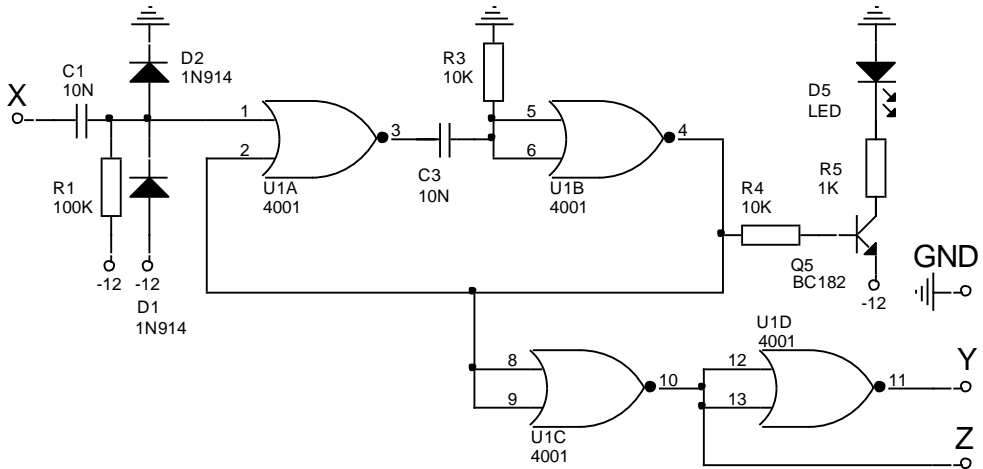 X
C1
10N
D2
1N914
R1
100K
-12
-12
D1
1N914
1
2
3
U1A
4001
C3
10N
R3
10K
5
6
4
U1B
4001
R4
10K
D5
LED
R5
1K
Q5
BC182
-12
GND
8
9
10
U1C
4001
U1D
4001
12
13
11
Y
Z